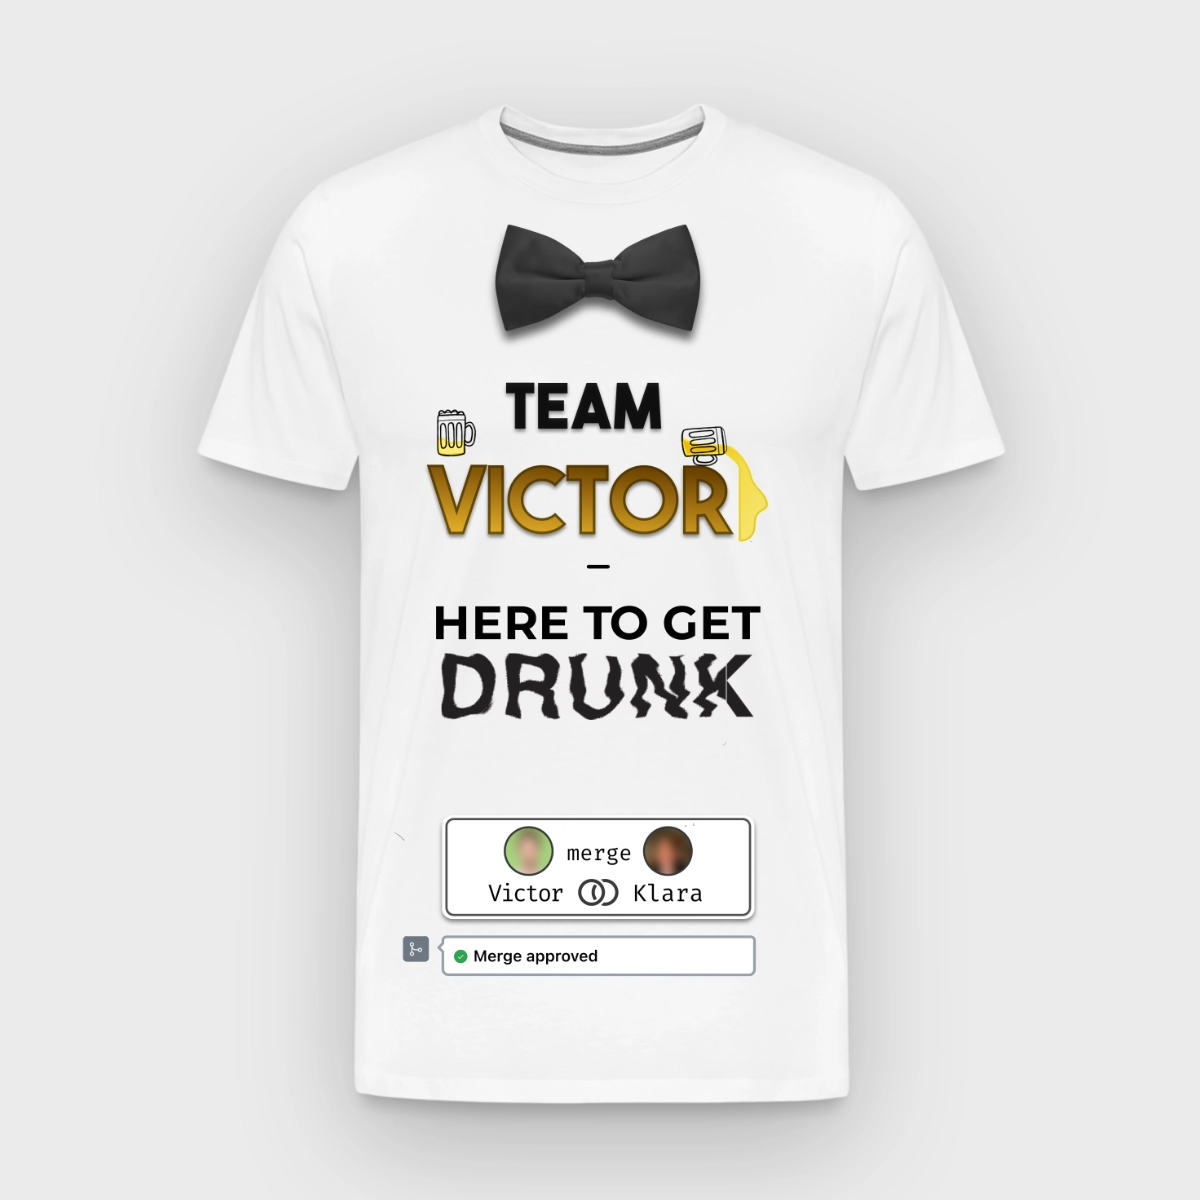 TEAM
VICTOR
–
HERE TO GET
DRUNK
merge
Victor Klara
Merge approved